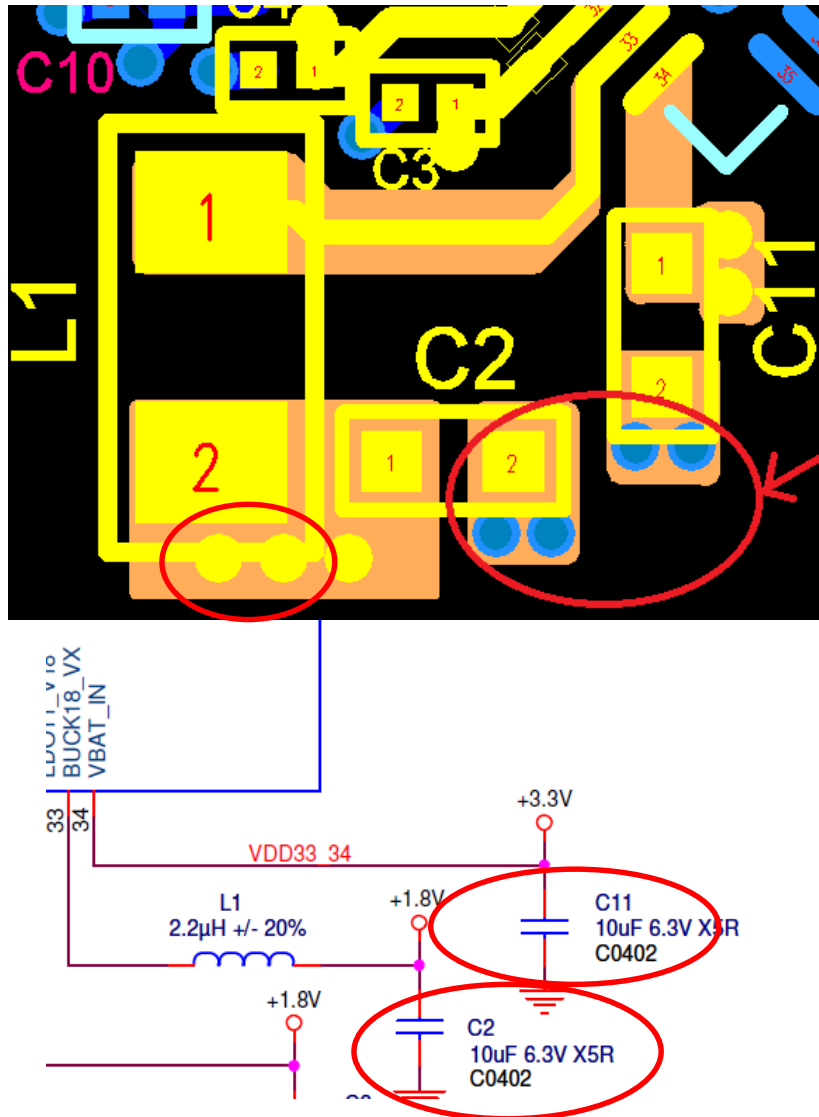 C10
2
1
32
33
34
35
2
1
C3
1
L1
1
C11
C2
2
2
1
2
BUCK18_VX
VBAT_IN
33
34
+3.3V
VDD33_34
L1
2.2µH +/- 20%
+1.8V
C11
10uF 6.3V X5R
C0402
+1.8V
C2
10uF 6.3V X5R
C0402